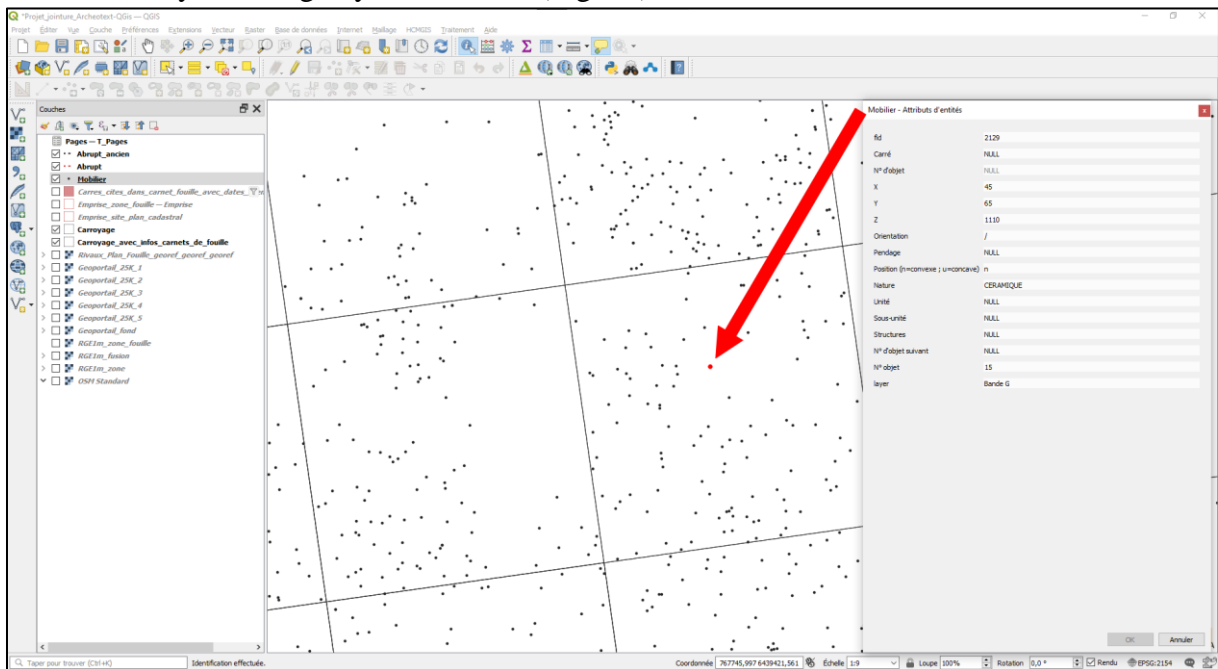 *Projet_jointure_Archeotext-QGis — QGIS
Projet Éditer Vue Couche Préférences Extensions Vecteur Raster Base de données Internet Maillage HCMGIS Traitement Aide
Couches
Pages — T_Pages
Abrupt_ancien
Abrupt
Mobilier
Carres_cites_dans_carnet_fouille_avec_dates_
Emprise_zone_fouille — Emprise
Emprise_site_plan_cadastral
Carroyage
Carroyage_avec_infos_carnets_de_fouille
Rivaux_Plan_Fouille_georef_georef_georef
Geoportail_25K_1
Geoportail_25K_2
Geoportail_25K_3
Geoportail_25K_4
Geoportail_25K_5
Geoportail_fond
RGE1m_zone_fouille
RGE1m_fusion
RGE1m_zone
OSM Standard
Mobilier - Attributs d'entités
fid 2129
Carré NULL
N° d'objet NULL
X 45
Y 65
Z 1110
Orientation /
Pendage NULL
Position (n=convexe ; u=concave) n
Nature CERAMIQUE
Unité NULL
Sous-unité NULL
Structures NULL
N° d'objet suivant NULL
N° objet 15
layer Bande G
OK Annuler
Taper pour trouver (Ctrl+K) Identification effectuée. Coordonnée 767745,997 6439421,561 Échelle 1:9 Loupe 100% Rotation 0,0 ° Rendu EPSG:2154